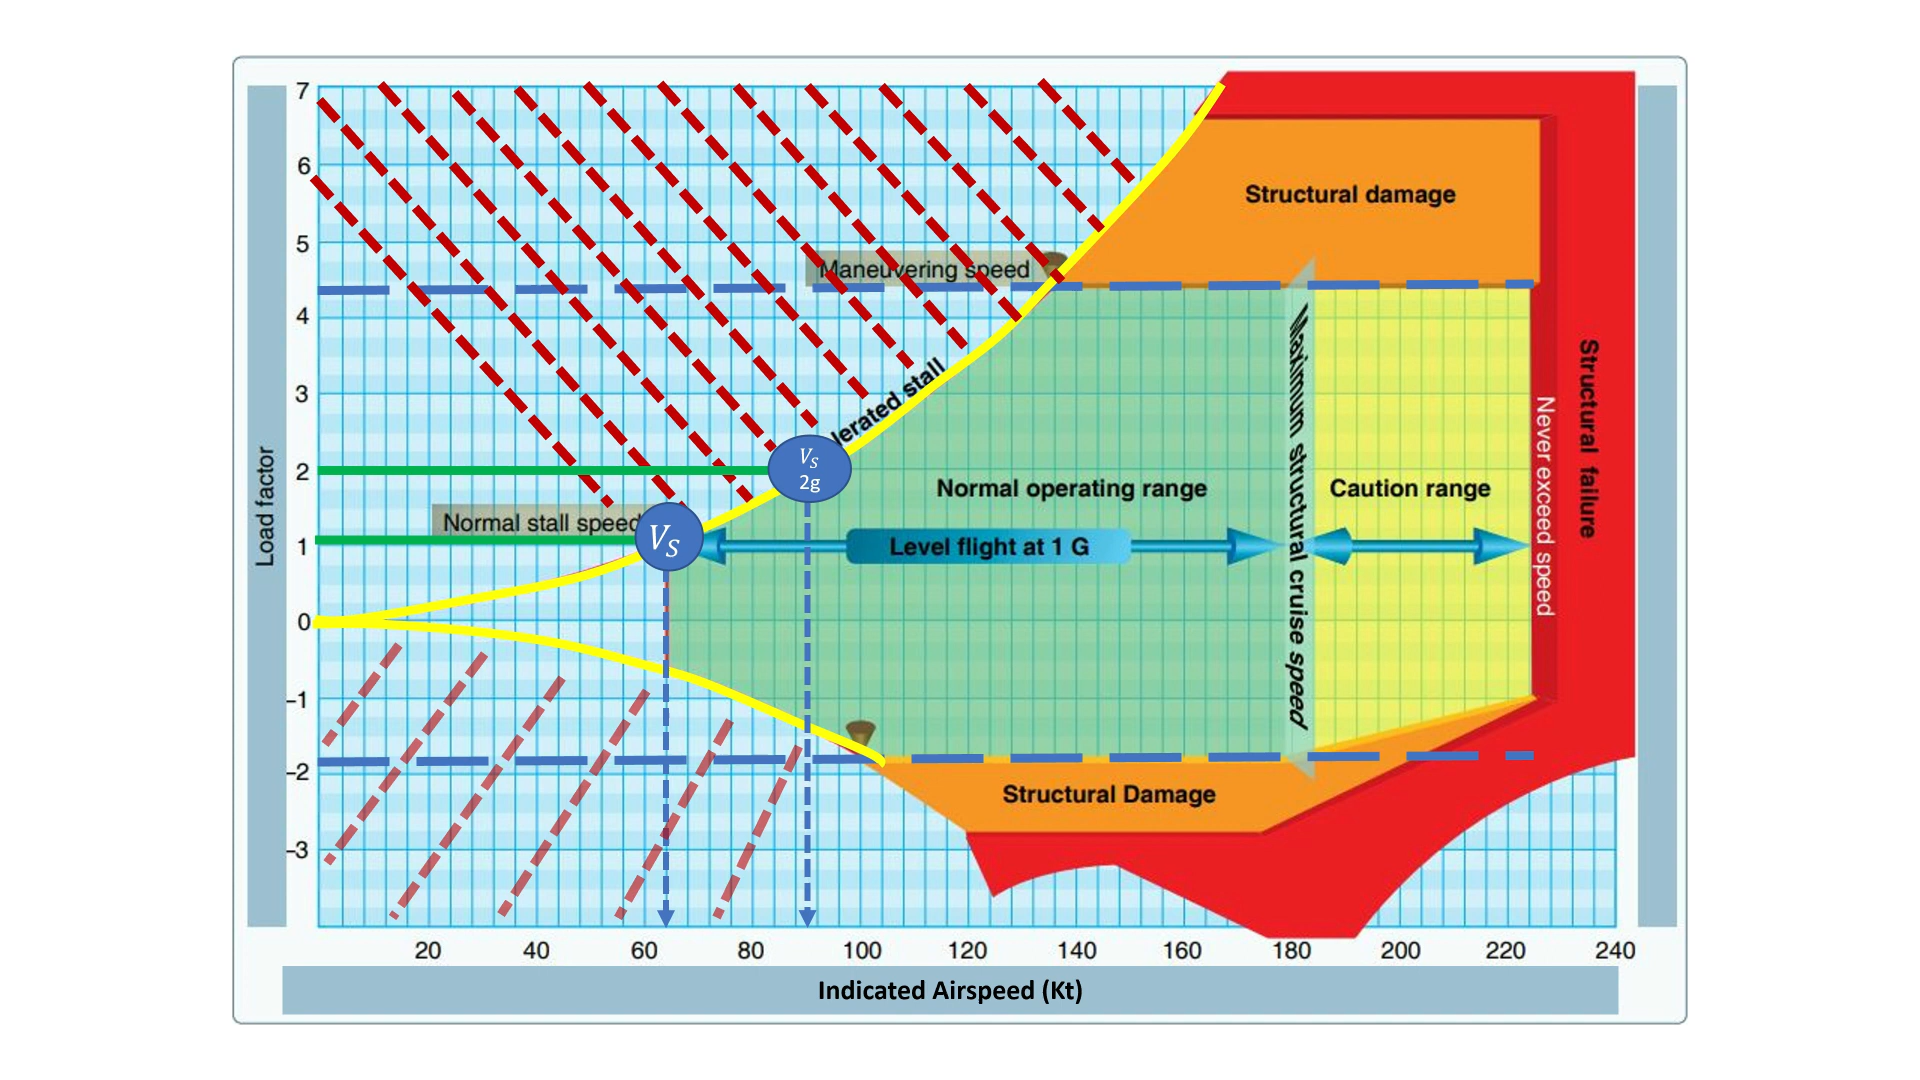 7
6
5
4
3
2
1
0
–1
–2
–3
Load factor
Structural damage
Maneuvering speed
lerated stall
V_S
2g
Normal stall speed
V_S
Normal operating range
Caution range
Level flight at 1 G
Maximum structural cruise speed
Never exceed speed
Structural failure
Structural Damage
20 40 60 80 100 120 140 160 180 200 220 240
Indicated Airspeed (Kt)